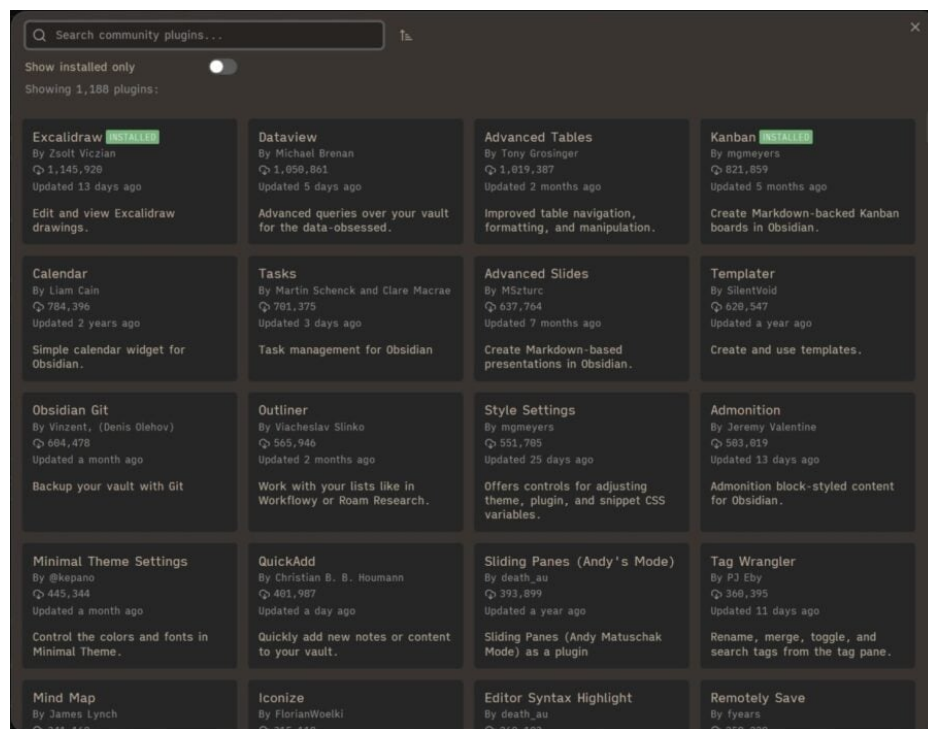 Search community plugins...
Show installed only
Showing 1,188 plugins:
Excalidraw INSTALLED
By Zsolt Viczian
1,145,920
Updated 13 days ago
Edit and view Excalidraw
drawings.
Dataview
By Michael Brenan
1,050,861
Updated 5 days ago
Advanced queries over your vault
for the data-obsessed.
Advanced Tables
By Tony Grosinger
1,019,387
Updated 2 months ago
Improved table navigation,
formatting, and manipulation.
Kanban INSTALLED
By mgmeyers
821,859
Updated 5 months ago
Create Markdown-backed Kanban
boards in Obsidian.
Calendar
By Liam Cain
784,396
Updated 2 years ago
Simple calendar widget for
Obsidian.
Tasks
By Martin Schenck and Clare Macrae
701,375
Updated 3 days ago
Task management for Obsidian
Advanced Slides
By MSzturc
637,764
Updated 7 months ago
Create Markdown-based
presentations in Obsidian.
Templater
By SilentVoid
620,547
Updated a year ago
Create and use templates.
Obsidian Git
By Vinzent, (Denis Olehov)
604,478
Updated a month ago
Backup your vault with Git
Outliner
By Viacheslav Slinko
565,946
Updated 2 months ago
Work with your lists like in
Workflowy or Roam Research.
Style Settings
By mgmeyers
551,705
Updated 25 days ago
Offers controls for adjusting
theme, plugin, and snippet CSS
variables.
Admonition
By Jeremy Valentine
503,019
Updated 13 days ago
Admonition block-styled content
for Obsidian.
Minimal Theme Settings
By @kepano
445,344
Updated a month ago
Control the colors and fonts in
Minimal Theme.
QuickAdd
By Christian B. B. Houmann
401,987
Updated a day ago
Quickly add new notes or content
to your vault.
Sliding Panes (Andy's Mode)
By death_au
393,899
Updated a year ago
Sliding Panes (Andy Matuschak
Mode) as a plugin
Tag Wrangler
By PJ Eby
360,395
Updated 11 days ago
Rename, merge, toggle, and
search tags from the tag pane.
Mind Map
By James Lynch
Iconize
By FlorianWoelki
Editor Syntax Highlight
By death_au
Remotely Save
By fyears